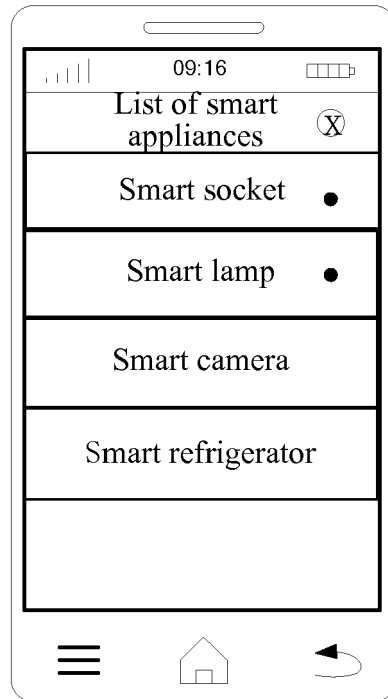 09:16
List of smart
appliances
X
Smart socket
Smart lamp
Smart camera
Smart refrigerator